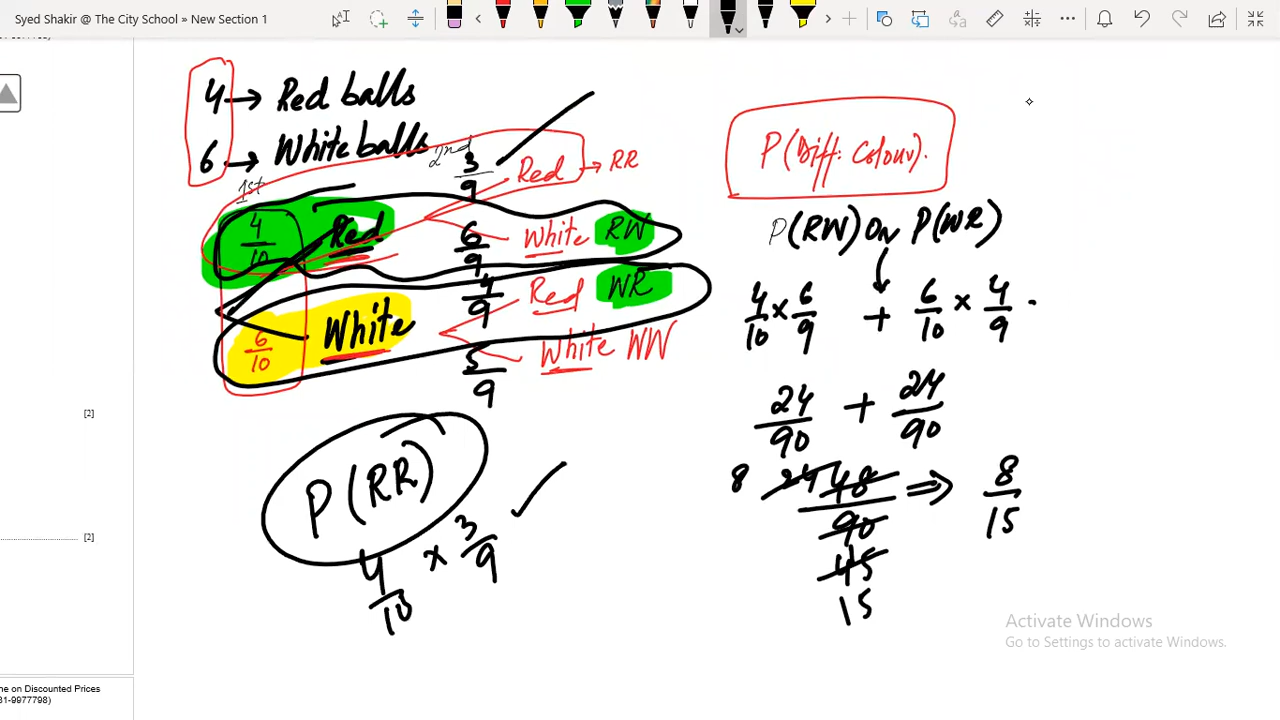 Syed Shakir @ The City School » New Section 1
4 → Red balls
6 → White balls
1st
2nd
3/9
Red → RR
4/10
Red
6/9
White RW
4/9
Red WR
6/10
White
5/9
White WW
P(RR)
4/10 × 3/9
P(Diff: Colour).
P(RW) OR P(WR)
4/10 × 6/9 + 6/10 × 4/9
24/90 + 24/90
8 24 48/90 ⇒ 8/15
45
15
[2]
[2]
ne on Discounted Prices
31-9977798)
Activate Windows
Go to Settings to activate Windows.